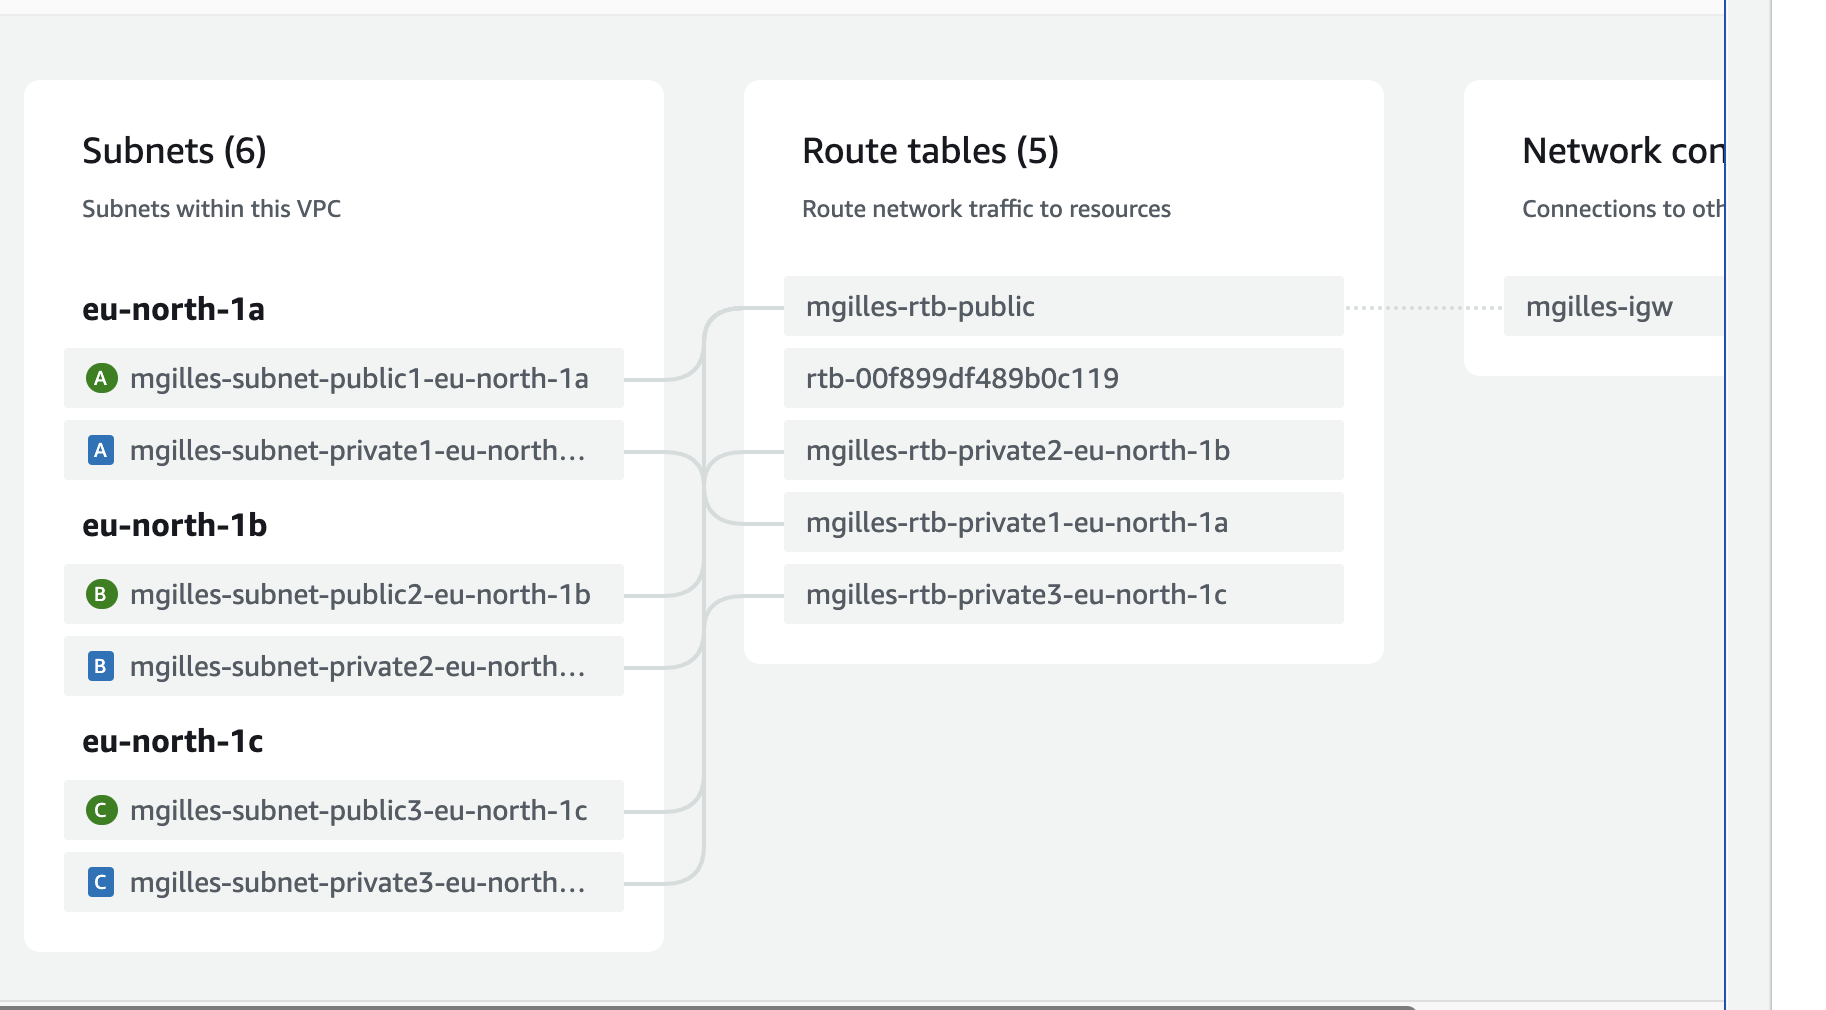 Subnets (6)
Subnets within this VPC
eu-north-1a
A mgilles-subnet-public1-eu-north-1a
A mgilles-subnet-private1-eu-north...
eu-north-1b
B mgilles-subnet-public2-eu-north-1b
B mgilles-subnet-private2-eu-north...
eu-north-1c
C mgilles-subnet-public3-eu-north-1c
C mgilles-subnet-private3-eu-north...
Route tables (5)
Route network traffic to resources
mgilles-rtb-public
rtb-00f899df489b0c119
mgilles-rtb-private2-eu-north-1b
mgilles-rtb-private1-eu-north-1a
mgilles-rtb-private3-eu-north-1c
Network con
Connections to oth
mgilles-igw